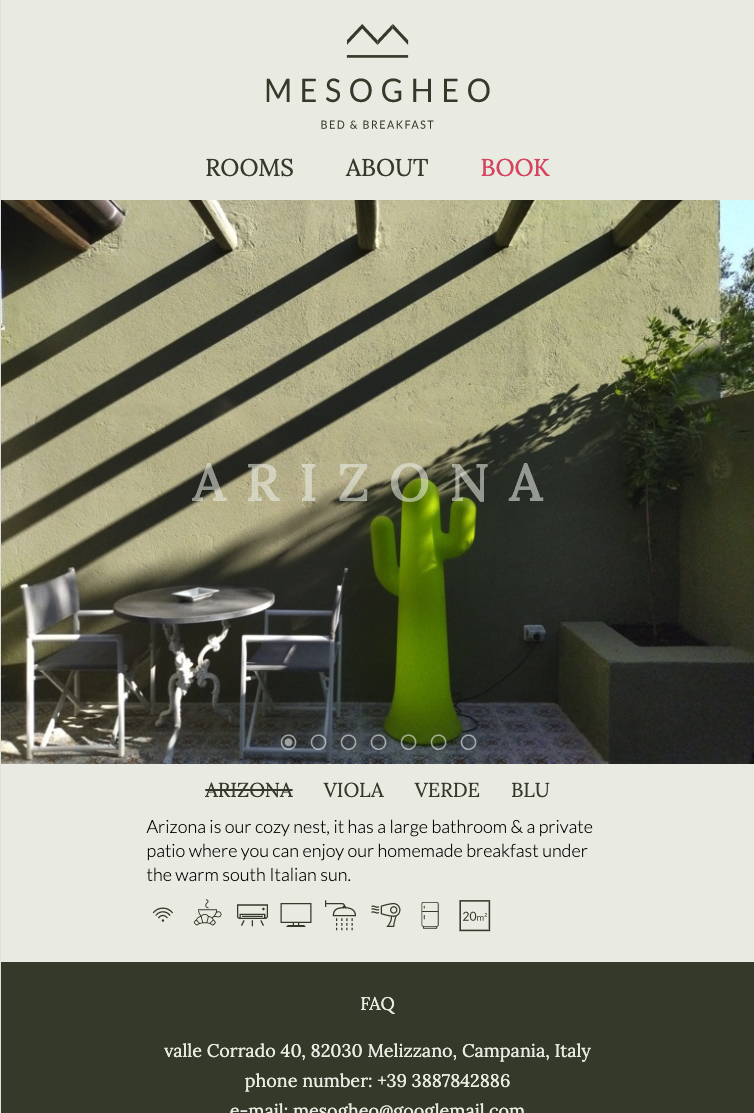 MESOGHEO
BED & BREAKFAST
ROOMS ABOUT BOOK
ARIZONA
ARIZONA VIOLA VERDE BLU
Arizona is our cozy nest, it has a large bathroom & a private
patio where you can enjoy our homemade breakfast under
the warm south Italian sun.
20m²
FAQ
valle Corrado 40, 82030 Melizzano, Campania, Italy
phone number: +39 3887842886
e-mail: mesogheo@googlemail.com